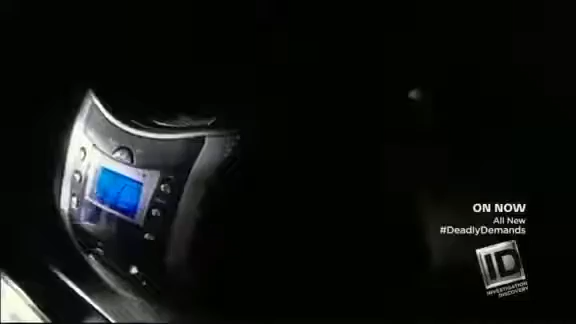 ON NOW
All New
#DeadlyDemands
ID
INVESTIGATION
DISCOVERY